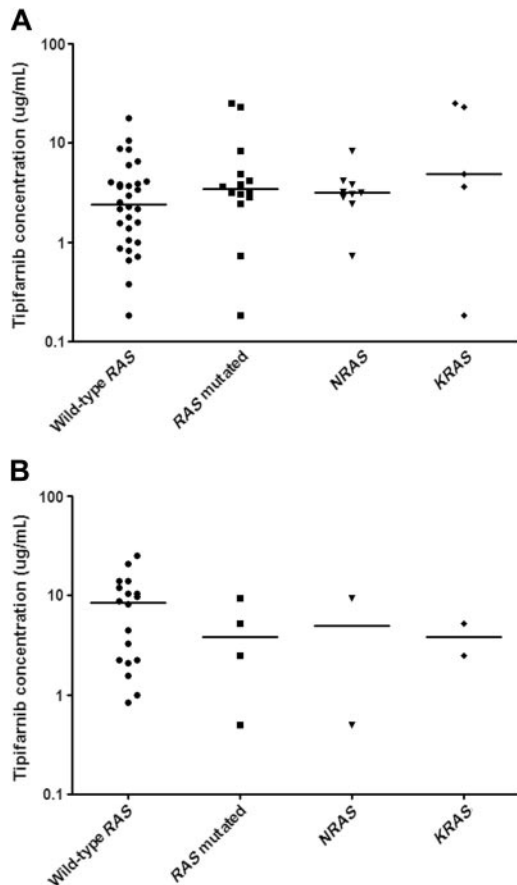 A
100
10
1
0.1
Tipifarnib concentration (ug/mL)
Wild-type RAS
RAS mutated
NRAS
KRAS
B
100
10
1
0.1
Tipifarnib concentration (ug/mL)
Wild-type RAS
RAS mutated
NRAS
KRAS